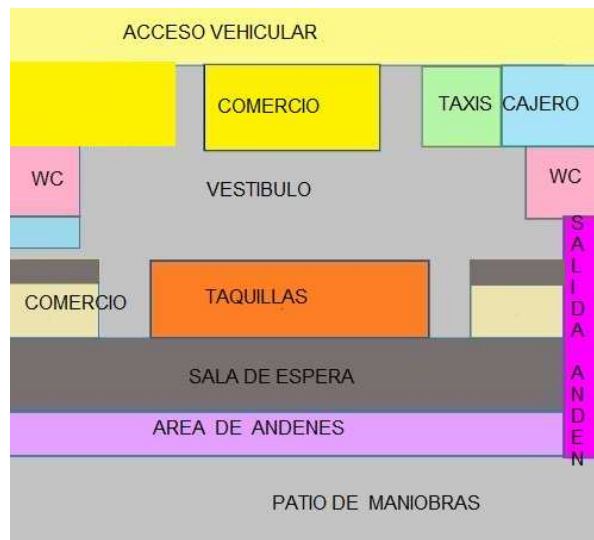 ACCESO VEHICULAR
COMERCIO
TAXIS
CAJERO
WC
VESTIBULO
WC
SALIDA ANDEN
COMERCIO
TAQUILLAS
SALA DE ESPERA
AREA DE ANDENES
PATIO DE MANIOBRAS